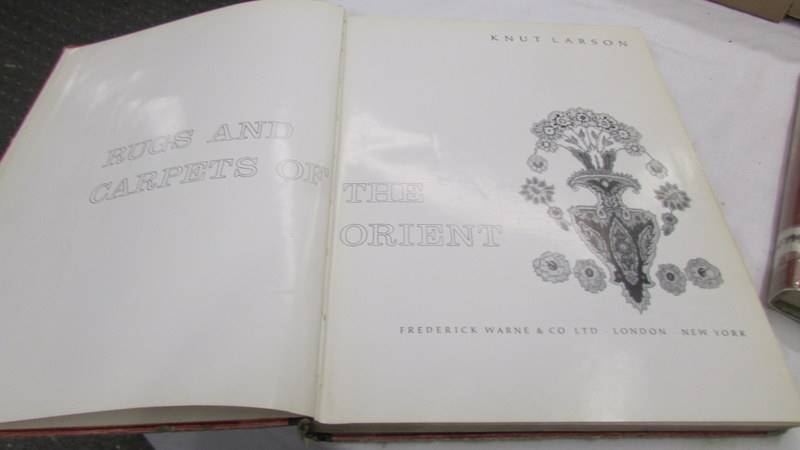 KNUT LARSON
RUGS AND
CARPETS OF THE
ORIENT
FREDERICK WARNE & CO LTD · LONDON · NEW YORK